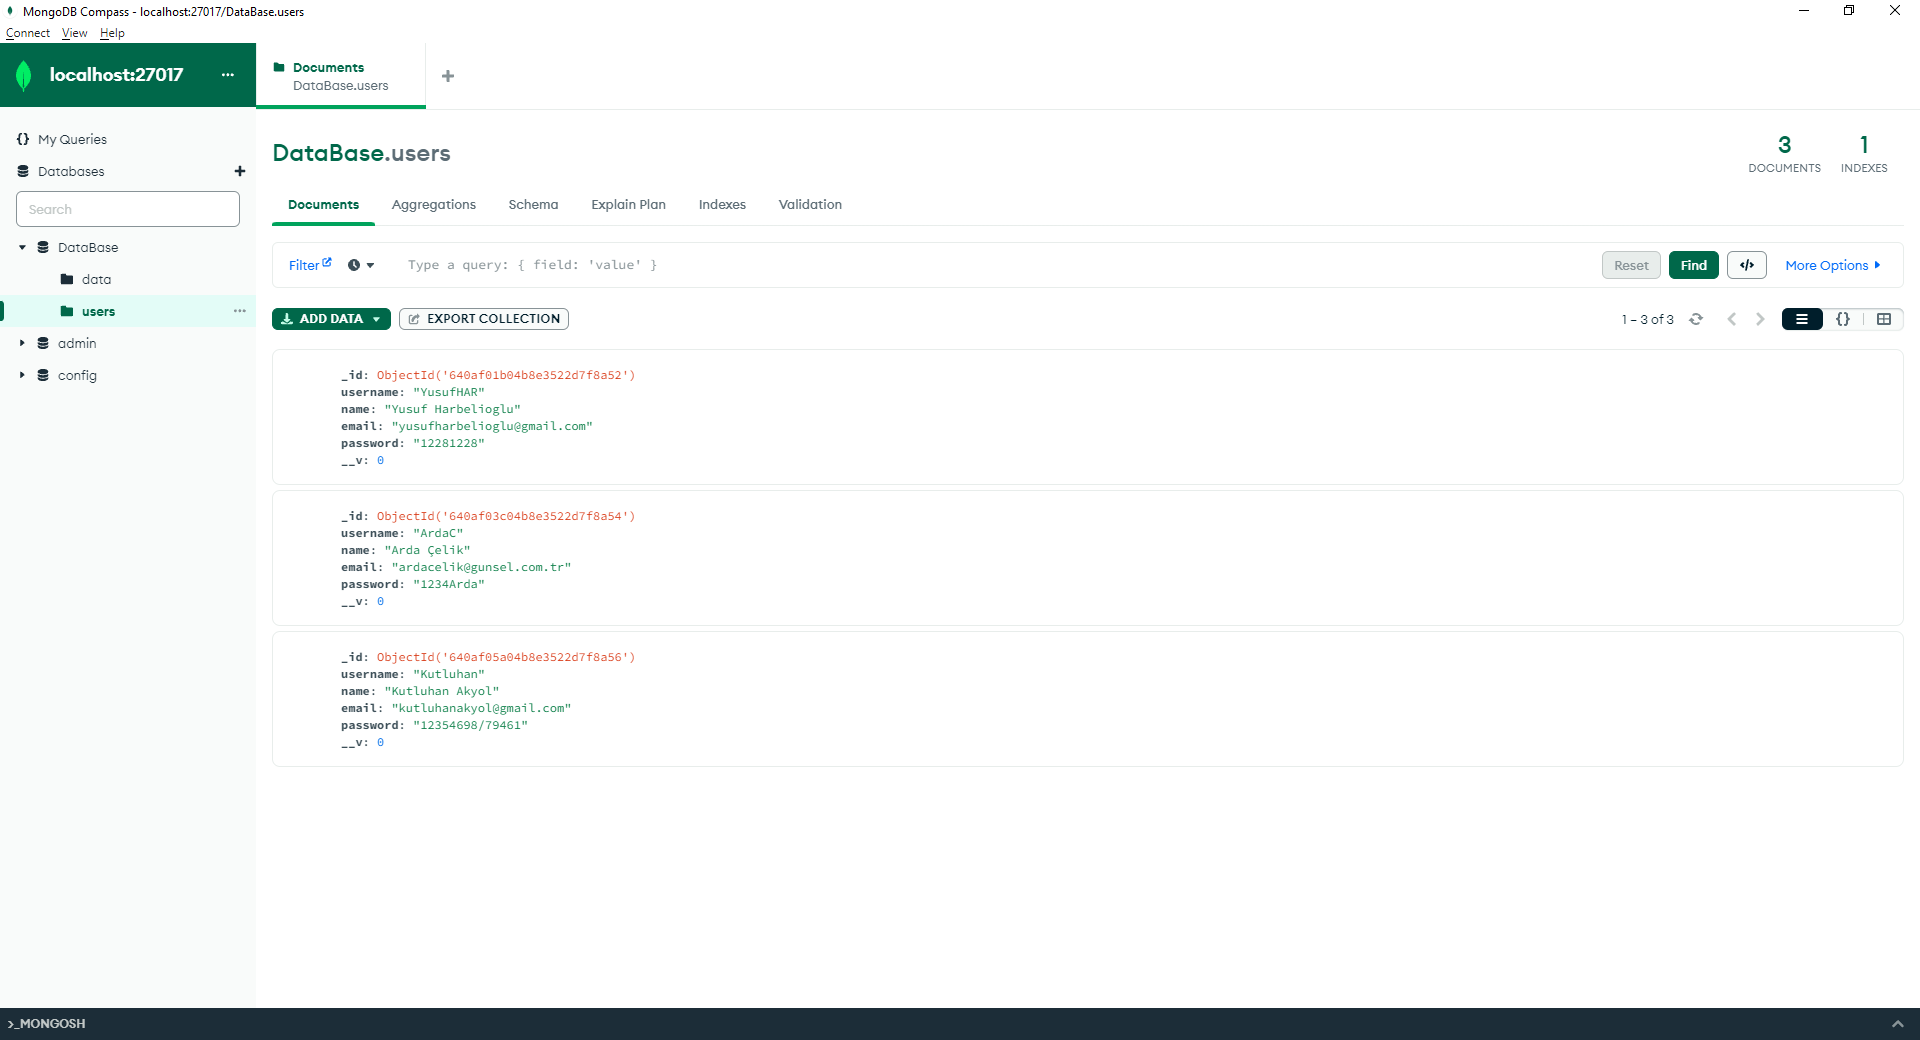 MongoDB Compass - localhost:27017/DataBase.users
Connect View Help
localhost:27017
Documents
DataBase.users
My Queries
Databases
Search
DataBase
data
users
admin
config
DataBase.users
3
DOCUMENTS
1
INDEXES
Documents Aggregations Schema Explain Plan Indexes Validation
Filter Type a query: { field: 'value' } Reset Find </> More Options
ADD DATA EXPORT COLLECTION 1 – 3 of 3 {}
_id: ObjectId('640af01b04b8e3522d7f8a52')
username: "YusufHAR"
name: "Yusuf Harbelioglu"
email: "yusufharbelioglu@gmail.com"
password: "12281228"
__v: 0
_id: ObjectId('640af03c04b8e3522d7f8a54')
username: "ArdaC"
name: "Arda Çelik"
email: "ardacelik@gunsel.com.tr"
password: "1234Arda"
__v: 0
_id: ObjectId('640af05a04b8e3522d7f8a56')
username: "Kutluhan"
name: "Kutluhan Akyol"
email: "kutluhanakyol@gmail.com"
password: "12354698/79461"
__v: 0
>_MONGOSH